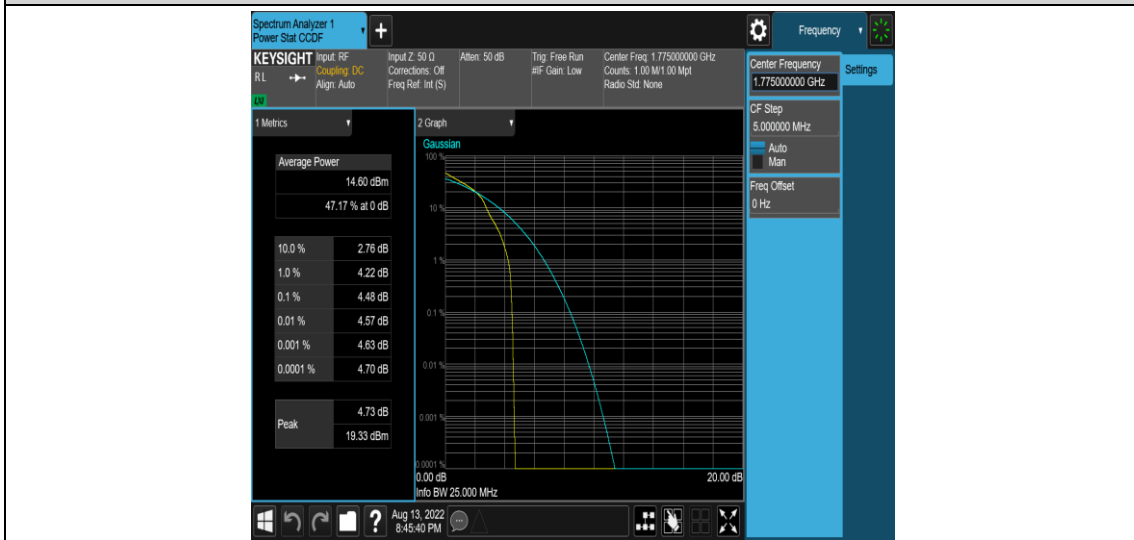 Spectrum Analyzer 1
Power Stat CCDF
+
Frequency
KEYSIGHT
RL
LXI
Input: RF
Coupling: DC
Align: Auto
Input Z: 50 Ω
Corrections: Off
Freq Ref: Int (S)
Atten: 50 dB
Trig: Free Run
#IF Gain: Low
Center Freq: 1.775000000 GHz
Counts: 1.00 M/1.00 Mpt
Radio Std: None
Center Frequency
1.775000000 GHz
Settings
CF Step
5.000000 MHz
Auto
Man
Freq Offset
0 Hz
1 Metrics
Average Power
14.60 dBm
47.17 % at 0 dB
10.0 % 2.76 dB
1.0 % 4.22 dB
0.1 % 4.48 dB
0.01 % 4.57 dB
0.001 % 4.63 dB
0.0001 % 4.70 dB
Peak
4.73 dB
19.33 dBm
2 Graph
Gaussian
100 %
10 %
1 %
0.1 %
0.01 %
0.001 %
0.0001 %
0.00 dB 20.00 dB
Info BW 25.000 MHz
?
Aug 13, 2022
8:45:40 PM